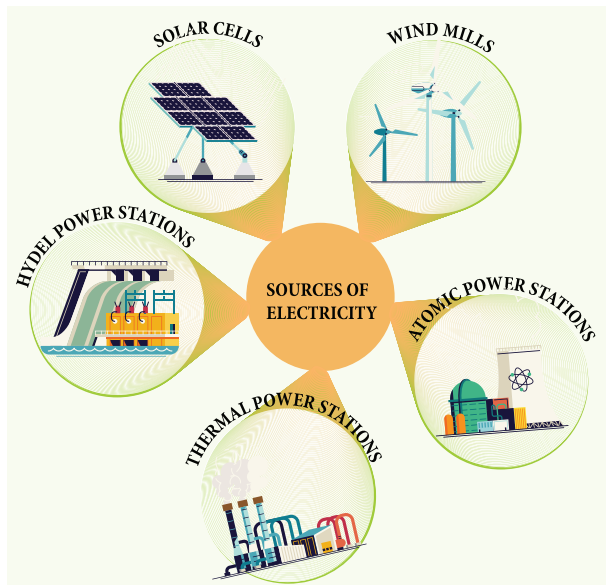 SOLAR CELLS
WIND MILLS
HYDEL POWER STATIONS
SOURCES OF
ELECTRICITY
ATOMIC POWER STATIONS
THERMAL POWER STATIONS